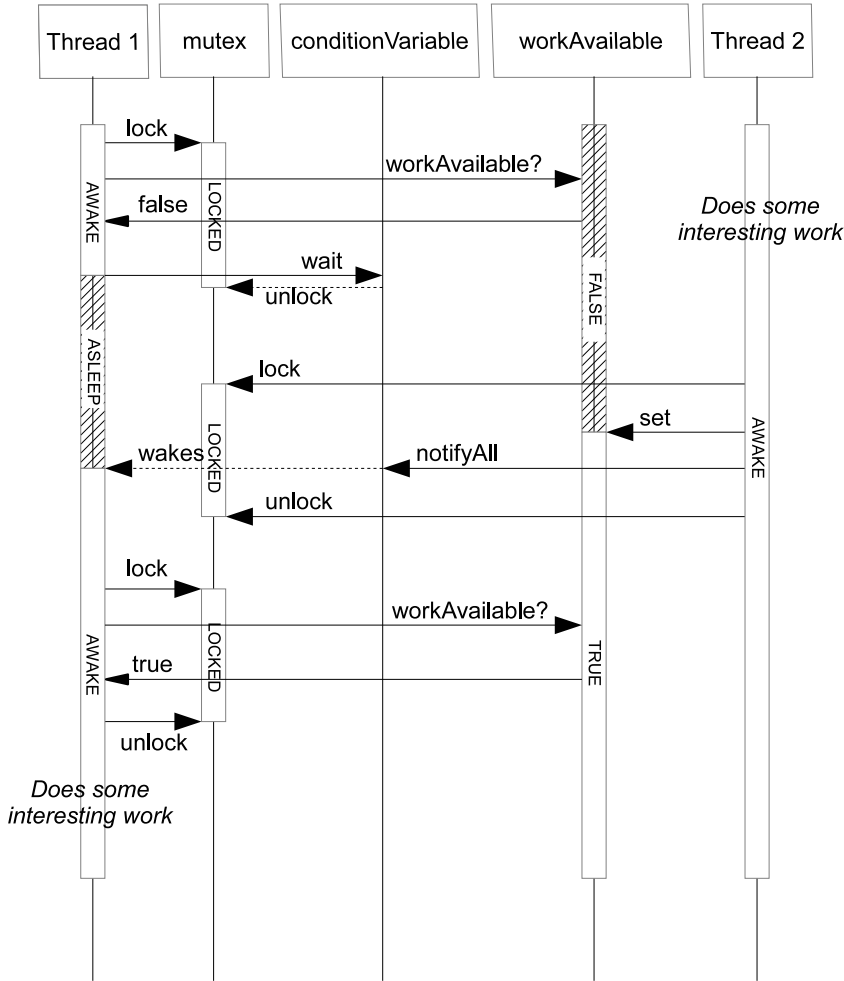 Thread 1
mutex
conditionVariable
workAvailable
Thread 2
lock
workAvailable?
AWAKE
LOCKED
false
Does some
interesting work
wait
unlock
FALSE
ASLEEP
lock
set
AWAKE
LOCKED
wakes
notifyAll
unlock
lock
workAvailable?
AWAKE
LOCKED
TRUE
true
unlock
Does some
interesting work